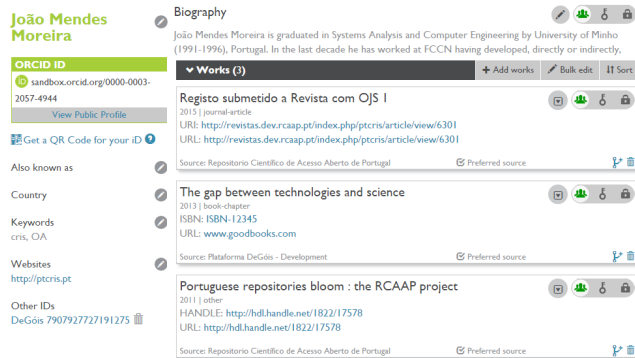 João Mendes
Moreira
ORCID ID
iD sandbox.orcid.org/0000-0003-
2057-4944
View Public Profile
Get a QR Code for your iD ?
Also known as
Country
Keywords
cris, OA
Websites
http://ptcris.pt
Other IDs
DeGóis 7907927727191275
Biography
João Mendes Moreira is graduated in Systems Analysis and Computer Engineering by University of Minho
(1991-1996), Portugal. In the last decade he has worked at FCCN having developed, directly or indirectly,
Works (3)
+ Add works
Bulk edit
Sort
Registo submetido a Revista com OJS 1
2015 | journal-article
URI: http://revistas.dev.rcaap.pt/index.php/ptcris/article/view/6301
URL: http://revistas.dev.rcaap.pt/index.php/ptcris/article/view/6301
Source: Repositorio Científico de Acesso Aberto de Portugal
Preferred source
The gap between technologies and science
2013 | book-chapter
ISBN: ISBN-12345
URL: www.goodbooks.com
Source: Plataforma DeGóis - Development
Preferred source
Portuguese repositories bloom : the RCAAP project
2011 | other
HANDLE: http://hdl.handle.net/1822/17578
URL: http://hdl.handle.net/1822/17578
Source: Repositorio Científico de Acesso Aberto de Portugal
Preferred source